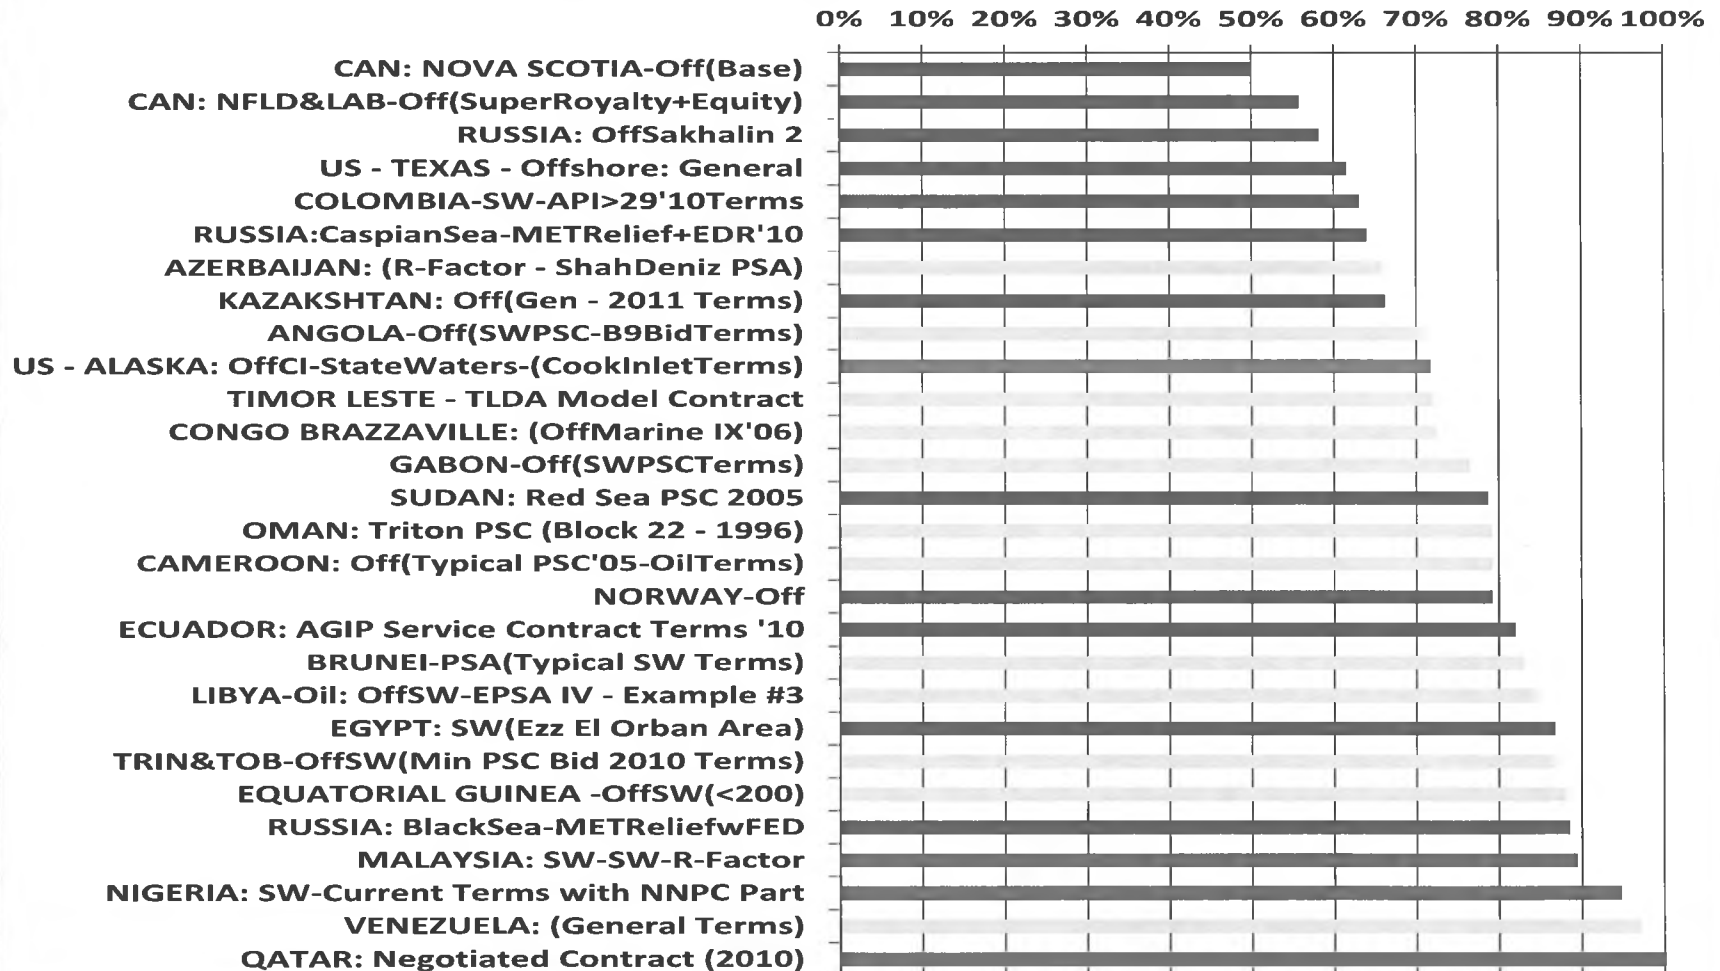 0% 10% 20% 30% 40% 50% 60% 70% 80% 90% 100%
CAN: NOVA SCOTIA-Off(Base)
CAN: NFLD&LAB-Off(SuperRoyalty+Equity)
RUSSIA: OffSakhalin 2
US - TEXAS - Offshore: General
COLOMBIA-SW-API>29'10Terms
RUSSIA:CaspianSea-METRelief+EDR'10
AZERBAIJAN: (R-Factor - ShahDeniz PSA)
KAZAKSHTAN: Off(Gen - 2011 Terms)
ANGOLA-Off(SWPSC-B9BidTerms)
US - ALASKA: OffCI-StateWaters-(CookInletTerms)
TIMOR LESTE - TLDA Model Contract
CONGO BRAZZAVILLE: (OffMarine IX'06)
GABON-Off(SWPSCTerms)
SUDAN: Red Sea PSC 2005
OMAN: Triton PSC (Block 22 - 1996)
CAMEROON: Off(Typical PSC'05-OilTerms)
NORWAY-Off
ECUADOR: AGIP Service Contract Terms '10
BRUNEI-PSA(Typical SW Terms)
LIBYA-Oil: OffSW-EPSA IV - Example #3
EGYPT: SW(Ezz El Orban Area)
TRIN&TOB-OffSW(Min PSC Bid 2010 Terms)
EQUATORIAL GUINEA -OffSW(<200)
RUSSIA: BlackSea-METReliefwFED
MALAYSIA: SW-SW-R-Factor
NIGERIA: SW-Current Terms with NNPC Part
VENEZUELA: (General Terms)
QATAR: Negotiated Contract (2010)